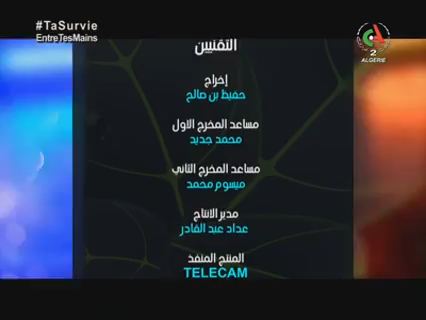 #TaSurvie
EntreTesMains
2
ALGERIE
التقنيين
إخراج
حفيظ بن صالح
مساعد المخرج الاول
محمد جديد
مساعد المخرج الثاني
ميسوم محمد
مدير الانتاج
عداد عبد القادر
المنتج المنفذ
TELECAM